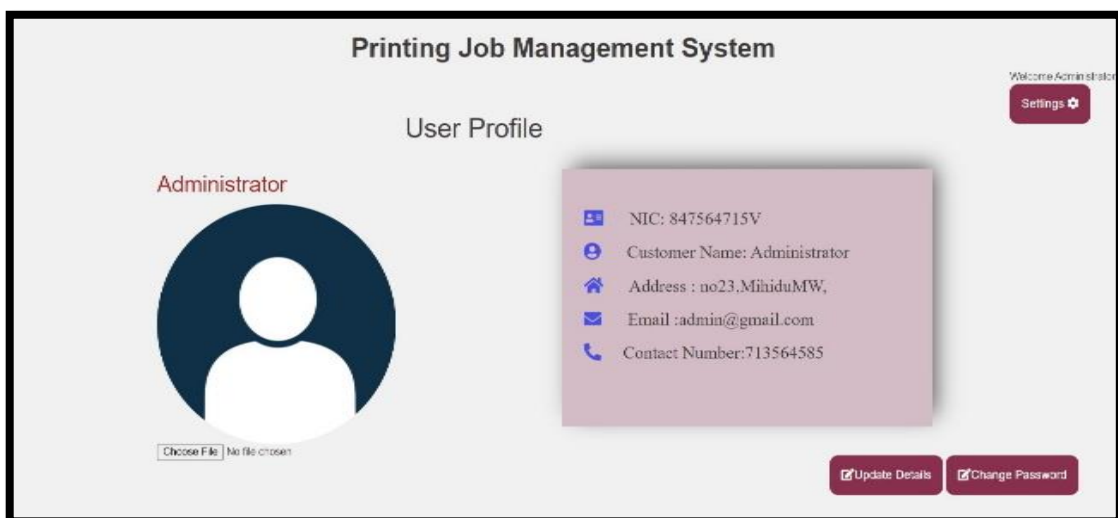 Printing Job Management System
Welcome Administrator
Settings
User Profile
Administrator
NIC: 847564715V
Customer Name: Administrator
Address : no23,MihiduMW,
Email :admin@gmail.com
Contact Number:713564585
Choose File No file chosen
Update Details
Change Password